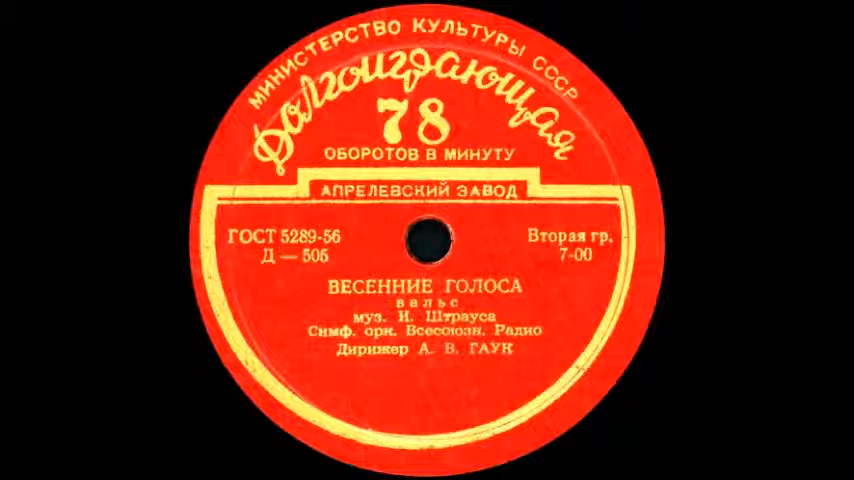 МИНИСТЕРСТВО КУЛЬТУРЫ СССР
Долгоиграющая
78
ОБОРОТОВ В МИНУТУ
АПРЕЛЕВСКИЙ ЗАВОД
ГОСТ 5289-56
Д — 505
Вторая гр.
7-00
ВЕСЕННИЕ ГОЛОСА
вальс
муз. И. Штрауса
Симф. орк. Всесоюзн. Радио
Дирижер А. В. ГАУК